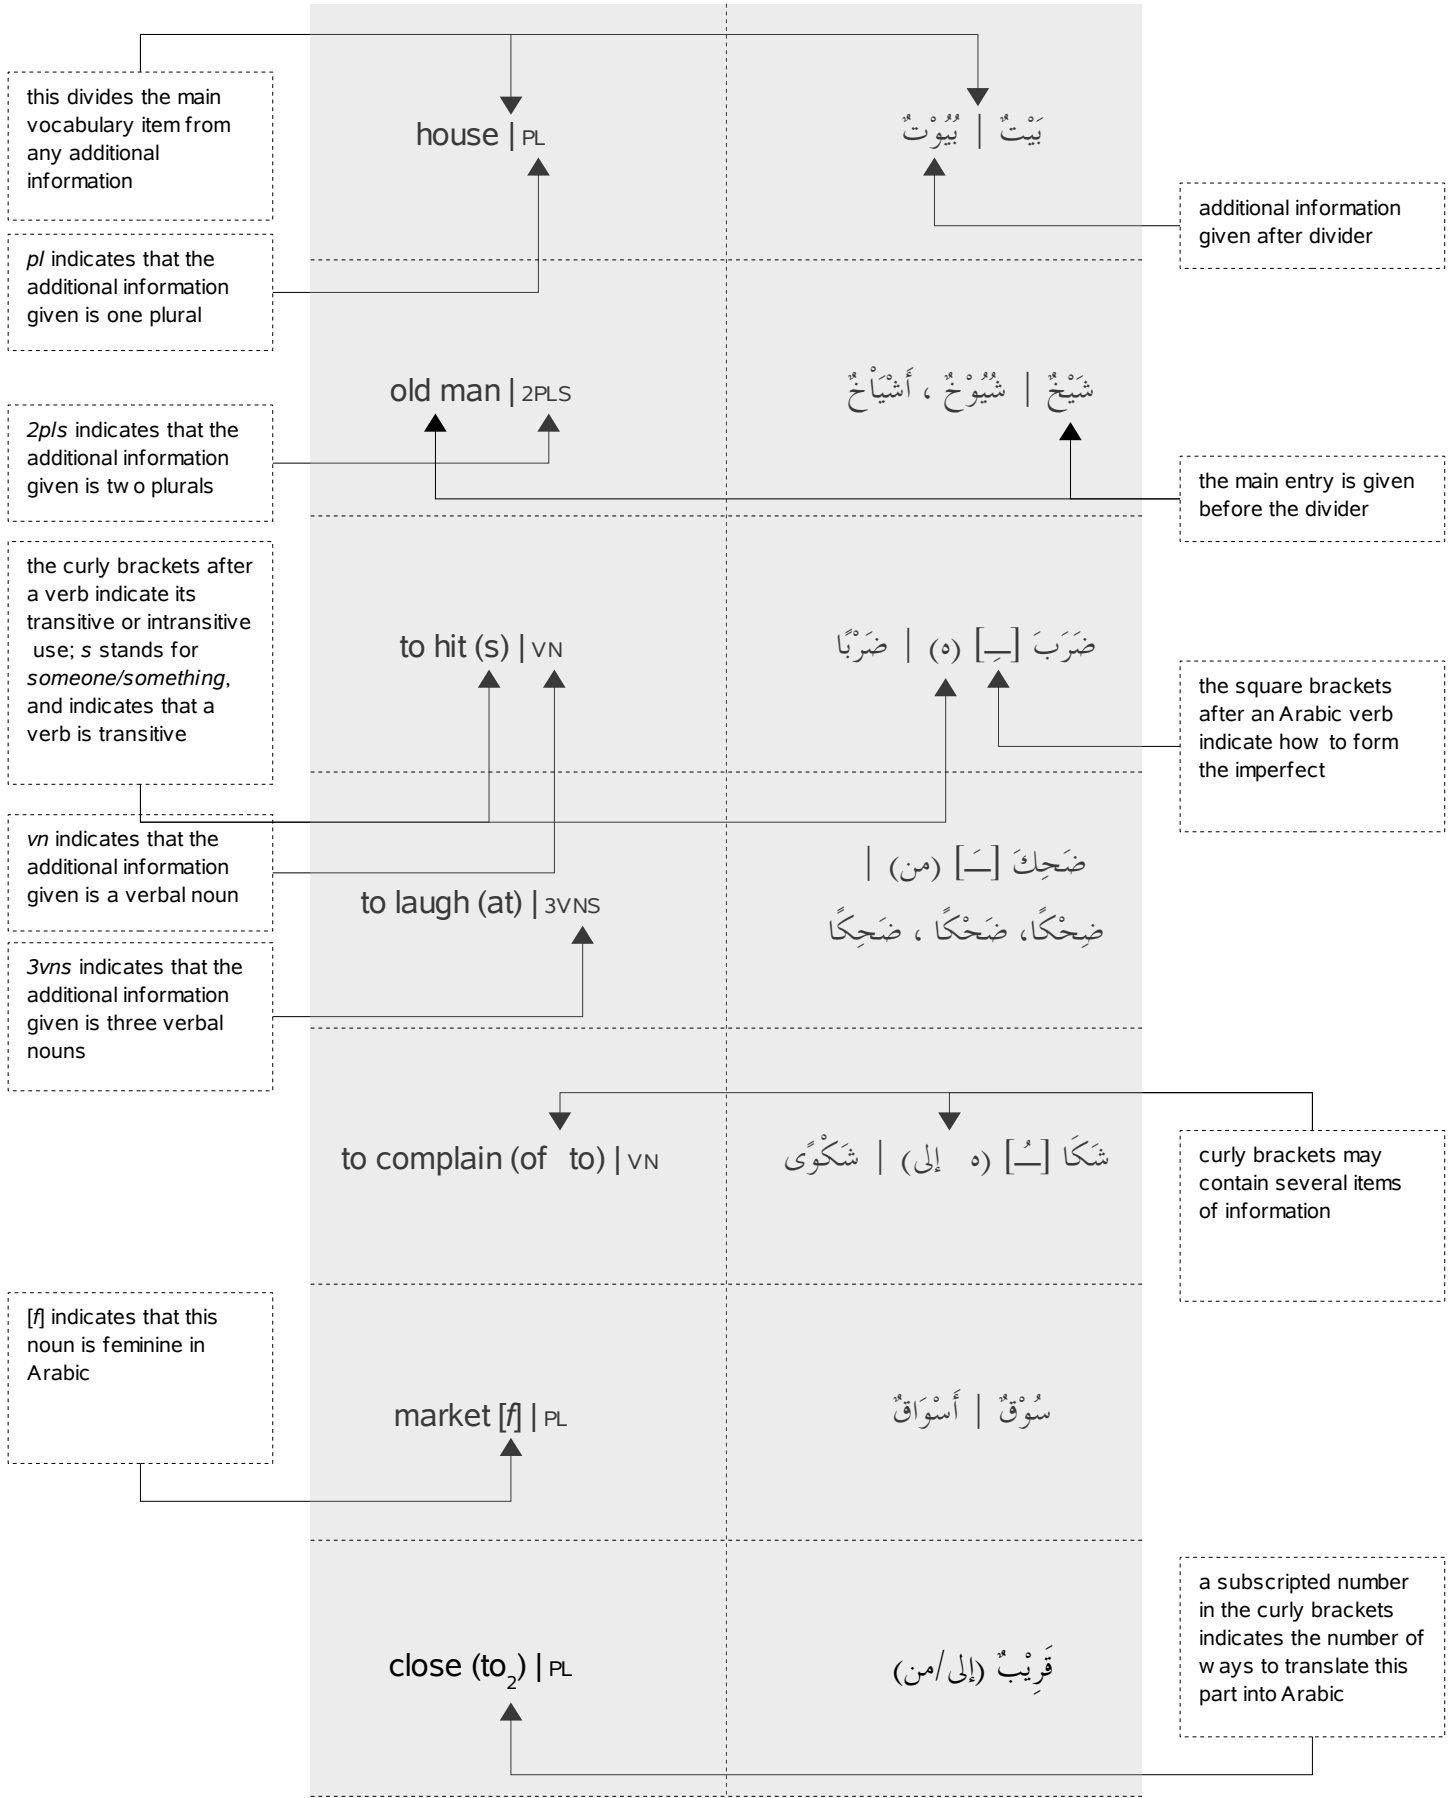 this divides the main
vocabulary item from
any additional
information
house | PL
بَيْتٌ | بُيُوْتٌ
additional information
given after divider
pl indicates that the
additional information
given is one plural
old man | 2PLS
شَيْخٌ | شُيُوْخٌ ، أَشْيَاْخٌ
2pls indicates that the
additional information
given is two plurals
the main entry is given
before the divider
the curly brackets after
a verb indicate its
transitive or intransitive
use; s stands for
someone/something,
and indicates that a
verb is transitive
to hit (s) | VN
ضَرَبَ [ـِـ] (ه) | ضَرْبًا
the square brackets
after an Arabic verb
indicate how to form
the imperfect
vn indicates that the
additional information
given is a verbal noun
to laugh (at) | 3VNS
ضَحِكَ [ـَـ] (من) |
ضِحْكًا، ضَحْكًا ، ضَحِكًا
3vns indicates that the
additional information
given is three verbal
nouns
to complain (of to) | VN
شَكَا [ـُـ] (ه إلى) | شَكْوًى
curly brackets may
contain several items
of information
[f] indicates that this
noun is feminine in
Arabic
market [f] | PL
سُوْقٌ | أَسْوَاقٌ
close (to2) | PL
قَرِيْبٌ (إلى/من)
a subscripted number
in the curly brackets
indicates the number of
ways to translate this
part into Arabic